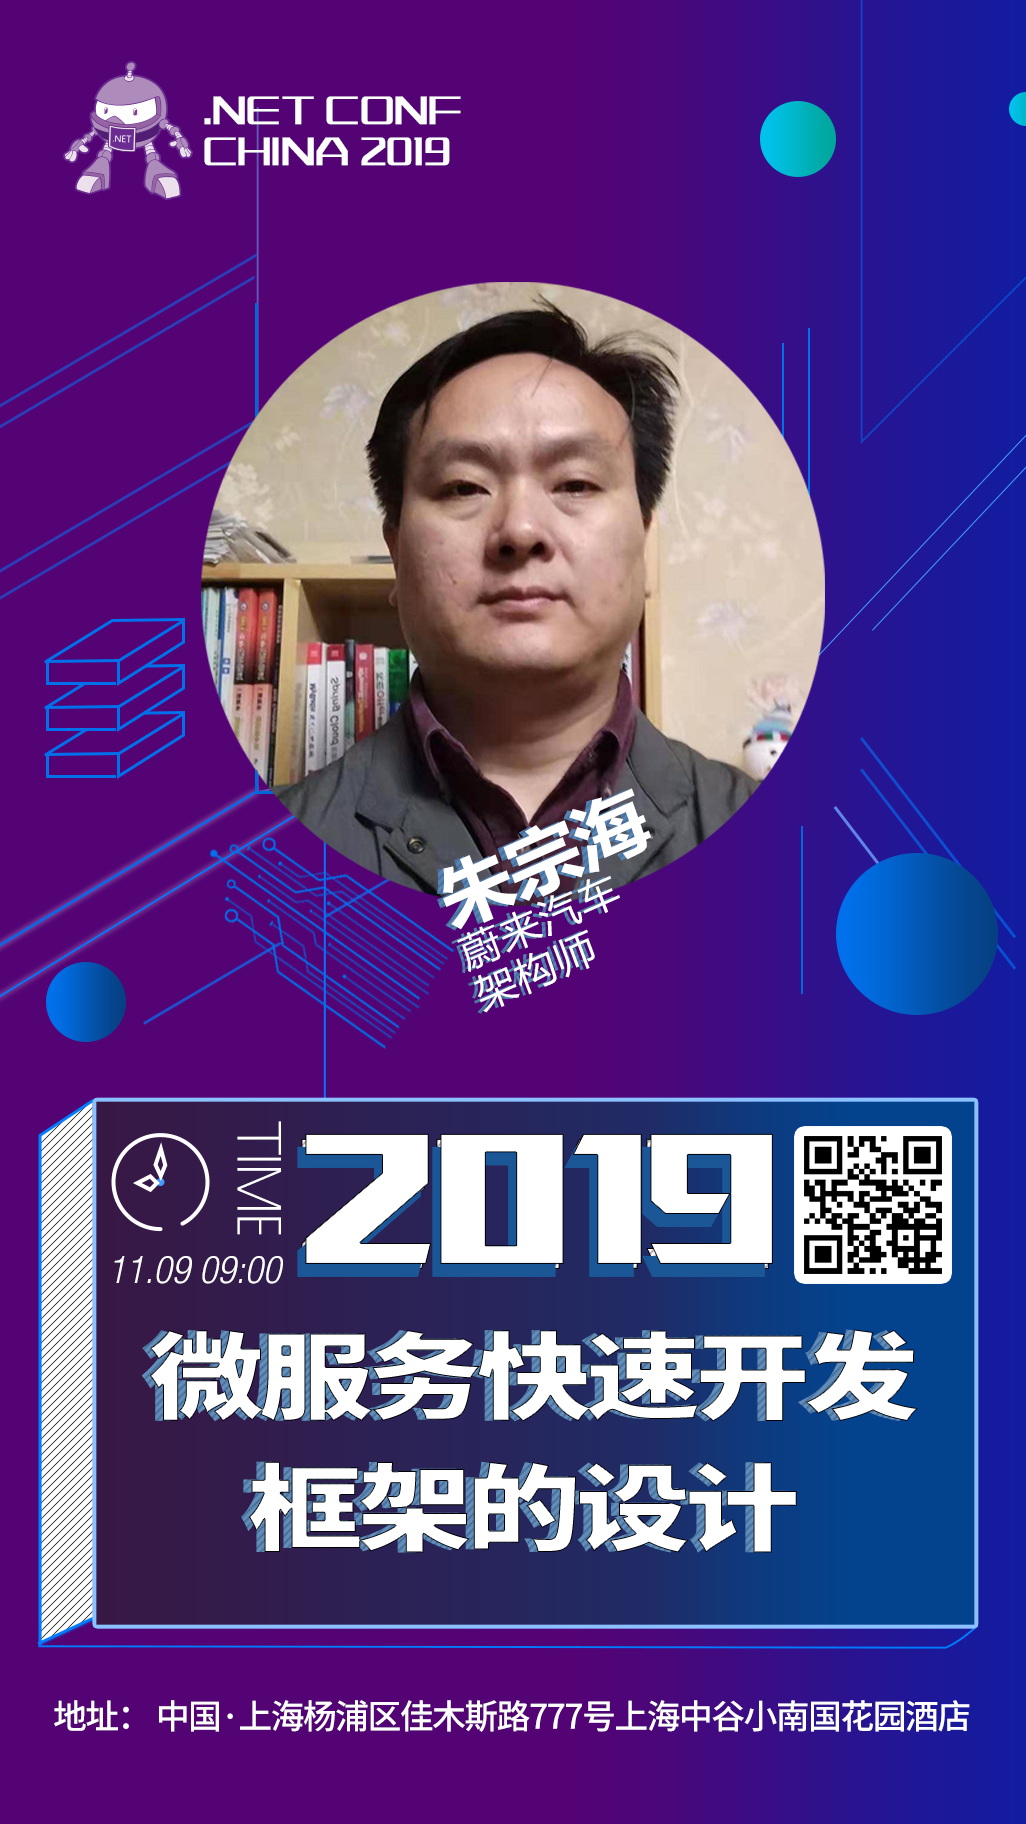 .NET
.NET CONF
CHINA 2019
Spring Cloud
朱宗海
蔚来汽车
架构师
TIME
2019
11.09 09:00
微服务快速开发
框架的设计
地址： 中国·上海杨浦区佳木斯路777号上海中谷小南国花园酒店